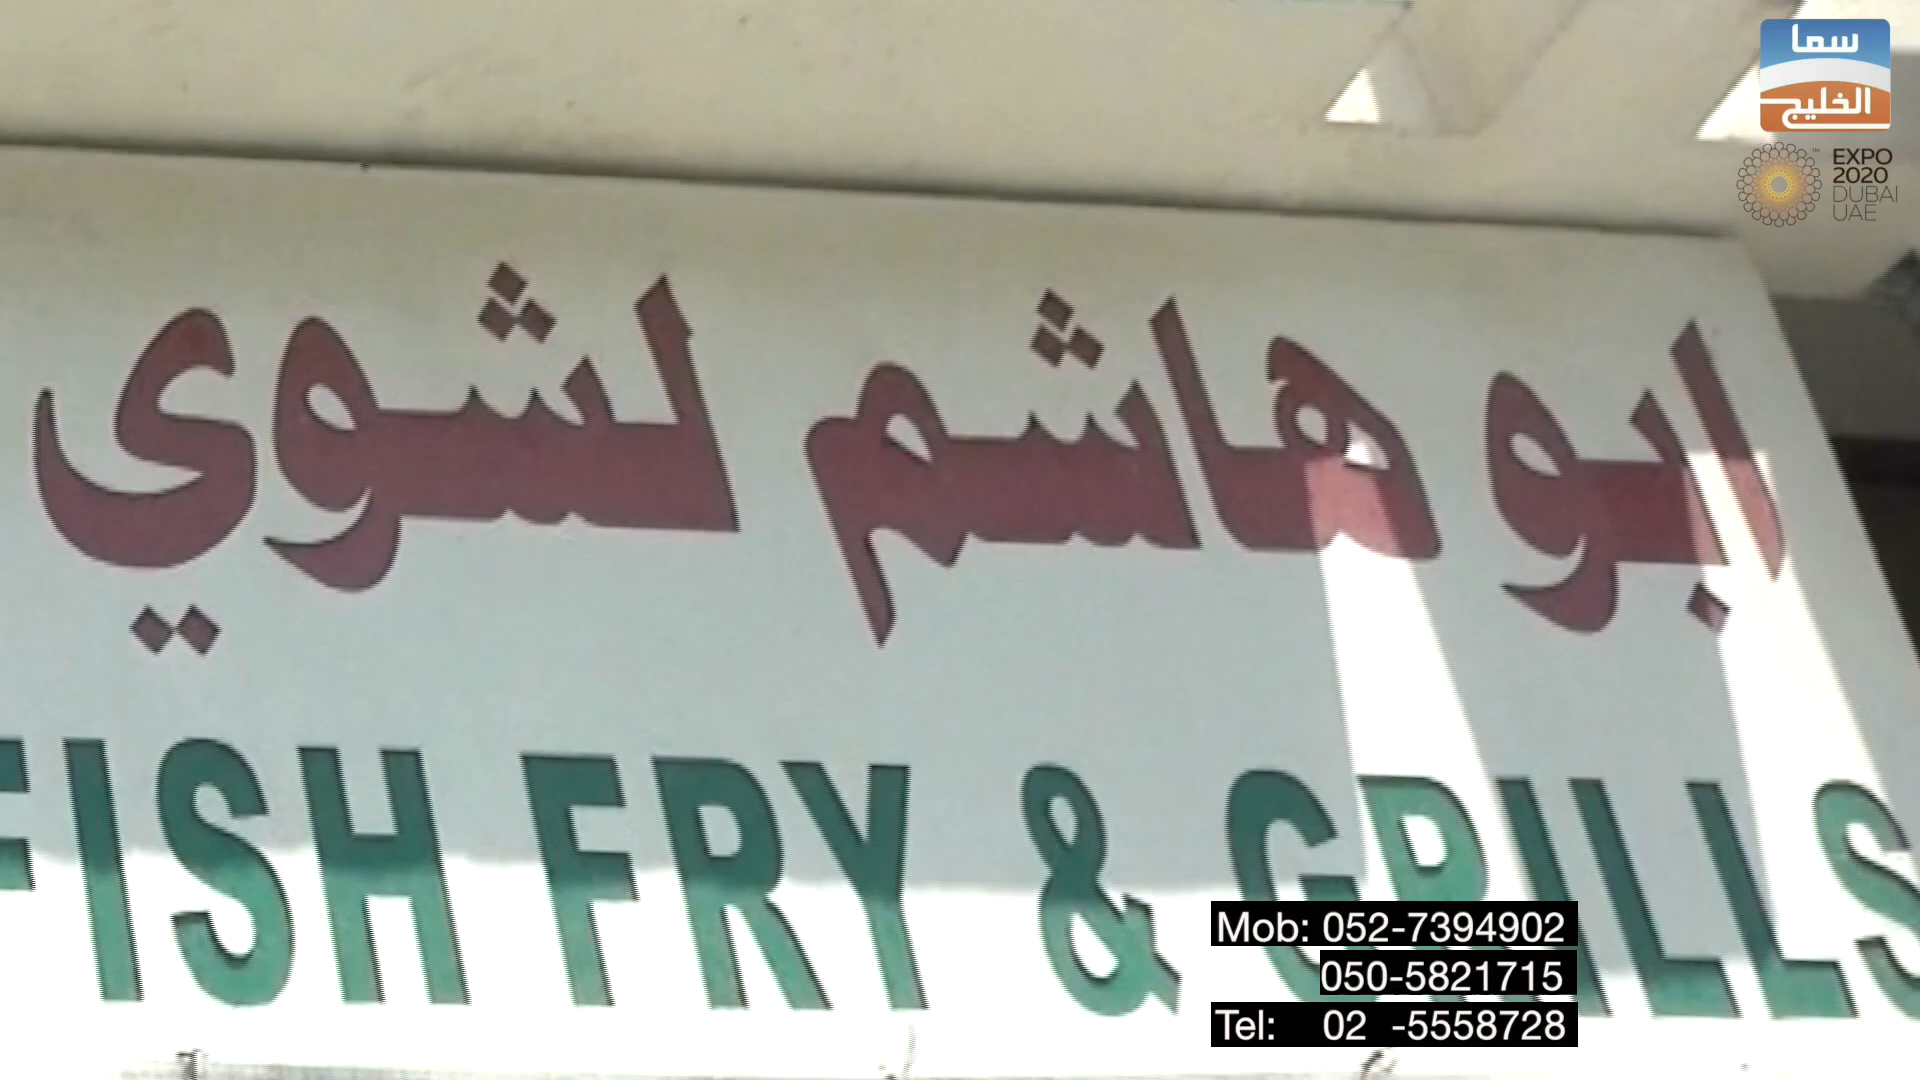 سما
الخليج
EXPO
2020
DUBAI
UAE
ابو هاشم لشوي
FISH FRY & GRILLS
Mob: 052-7394902
050-5821715
Tel: 02 -5558728